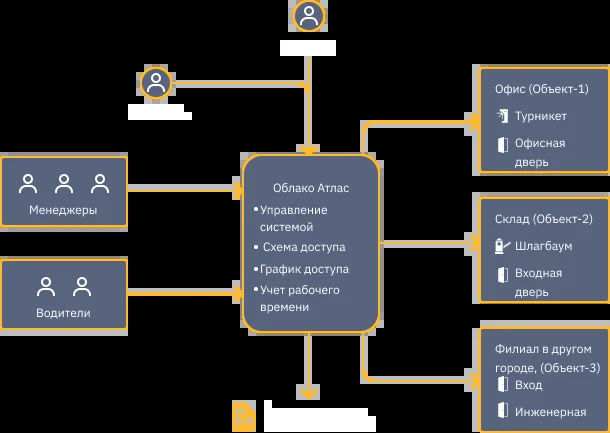 Офис (Объект-1)
Турникет
Офисная
дверь
Облако Атлас
• Управление
системой
• Схема доступа
• График доступа
• Учет рабочего
времени
Менеджеры
Водители
Склад (Объект-2)
Шлагбаум
Входная
дверь
Филиал в другом
городе, (Объект-3)
Вход
Инженерная